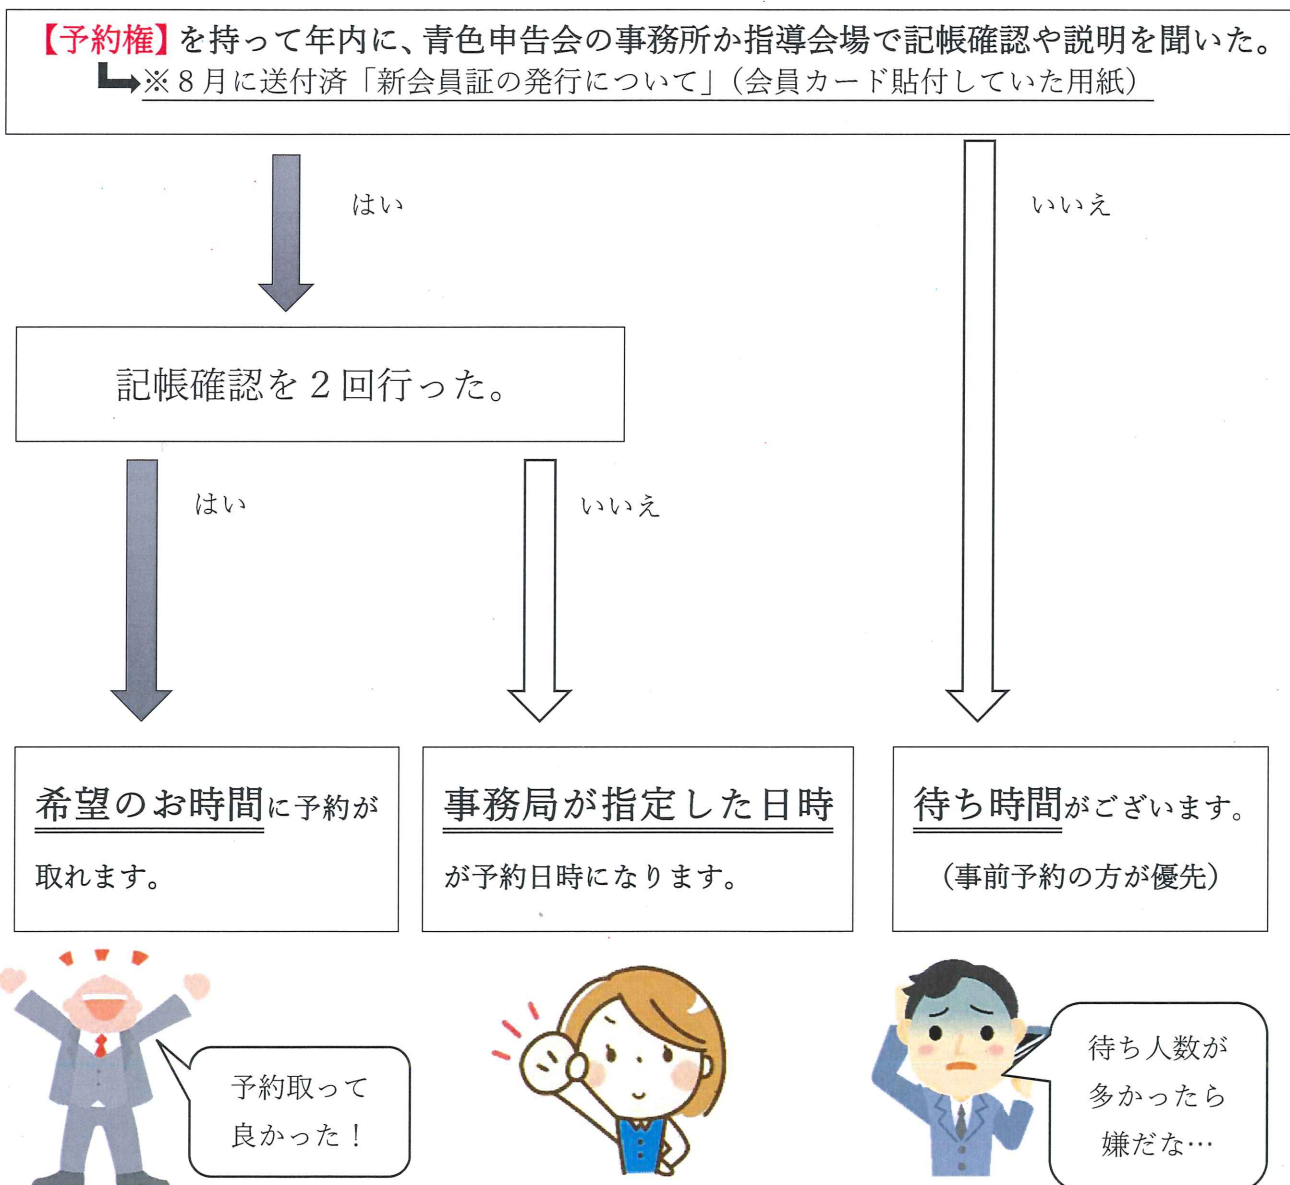 【予約権】を持って年内に、青色申告会の事務所か指導会場で記帳確認や説明を聞いた。
※８月に送付済「新会員証の発行について」（会員カード貼付していた用紙）
はい
いいえ
記帳確認を２回行った。
はい
いいえ
希望のお時間に予約が
取れます。
事務局が指定した日時
が予約日時になります。
待ち時間がございます。
（事前予約の方が優先）
予約取って
良かった！
待ち人数が
多かったら
嫌だな…